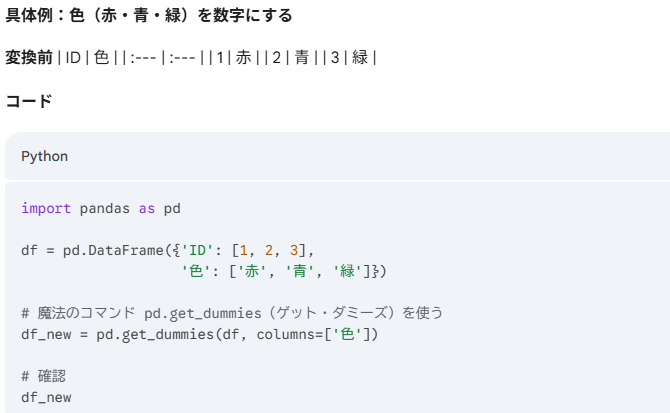 具体例：色（赤・青・緑）を数字にする
変換前 | ID | 色 | | :--- | :--- | | 1 | 赤 | | 2 | 青 | | 3 | 緑 |
コード
Python
import pandas as pd
df = pd.DataFrame({'ID': [1, 2, 3],
'色': ['赤', '青', '緑']})
# 魔法のコマンド pd.get_dummies（ゲット・ダミーズ）を使う
df_new = pd.get_dummies(df, columns=['色'])
# 確認
df_new